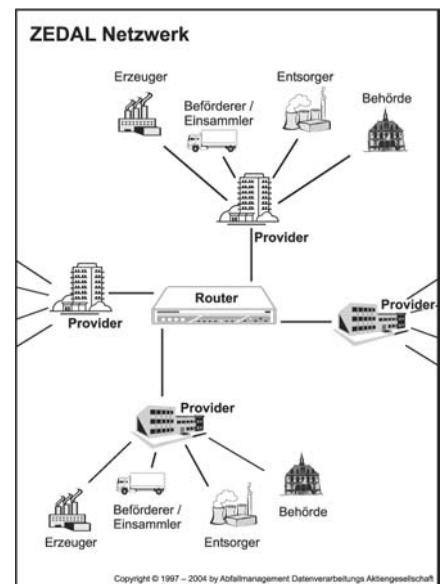 ZEDAL Netzwerk
Erzeuger
Entsorger
Beförderer /
Einsammler
Behörde
Provider
Router
Provider
Provider
Provider
Beförderer /
Einsammler
Behörde
Erzeuger
Entsorger
Copyright © 1997 – 2004 by Abfallmanagement Datenverarbeitungs Aktiengesellschaft